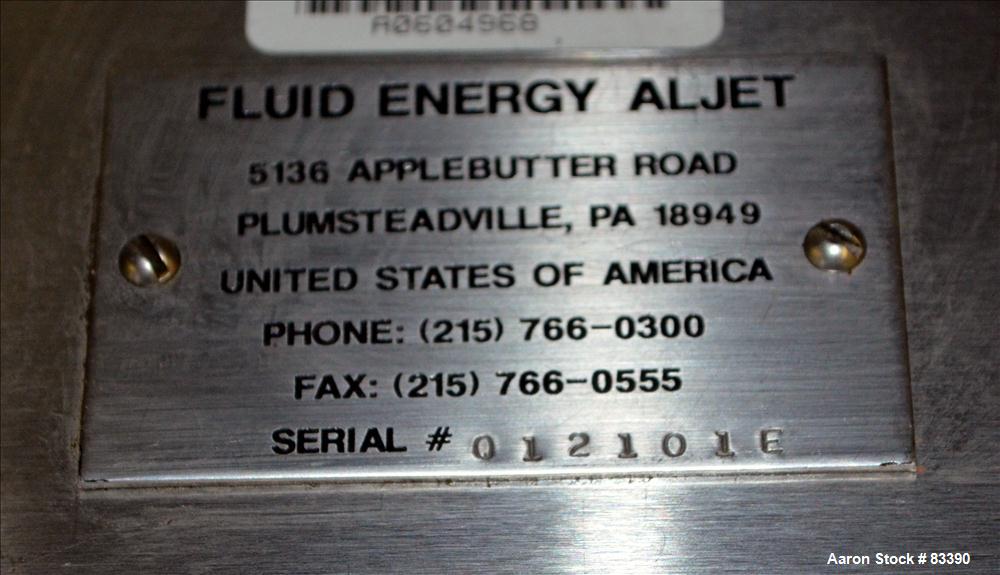 A0604968
FLUID ENERGY ALJET
5136 APPLEBUTTER ROAD
PLUMSTEADVILLE, PA 18949
UNITED STATES OF AMERICA
PHONE: (215) 766-0300
FAX: (215) 766-0555
SERIAL # 012101E
Aaron Stock # 83390